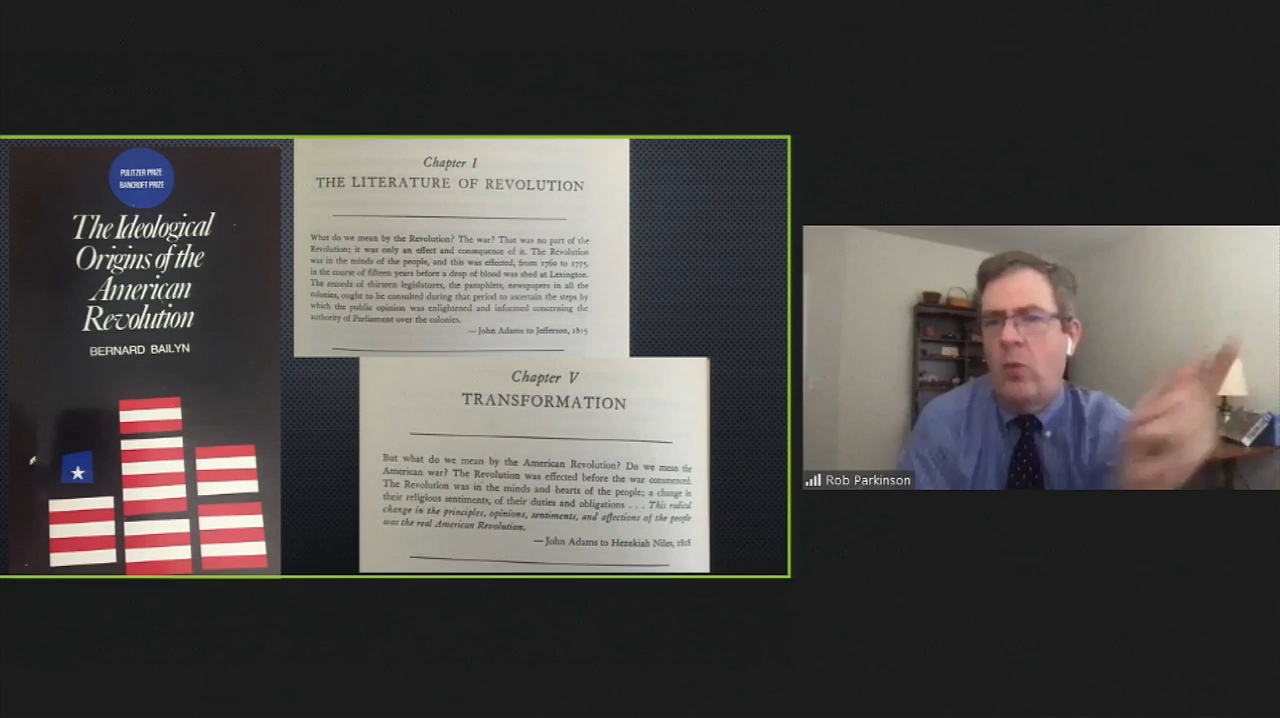 PULITZER PRIZE
BANCROFT PRIZE
The Ideological
Origins of the
American
Revolution
BERNARD BAILYN
Chapter I
THE LITERATURE OF REVOLUTION
What do we mean by the Revolution? The war? That was no part of the
Revolution; it was only an effect and consequence of it. The Revolution
was in the minds of the people, and this was effected, from 1760 to 1775,
in the course of fifteen years before a drop of blood was shed at Lexington.
The records of thirteen legislatures, the pamphlets, newspapers in all the
colonies, ought to be consulted during that period to ascertain the steps by
which the public opinion was enlightened and informed concerning the
authority of Parliament over the colonies.
—John Adams to Jefferson, 1815
Chapter V
TRANSFORMATION
But what do we mean by the American Revolution? Do we mean the
American war? The Revolution was effected before the war commenced.
The Revolution was in the minds and hearts of the people; a change in
their religious sentiments, of their duties and obligations . . . This radical
change in the principles, opinions, sentiments, and affections of the people
was the real American Revolution.
—John Adams to Hezekiah Niles, 1818
Rob Parkinson